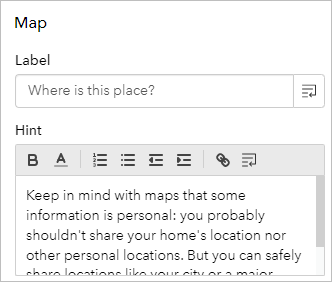 Map
Label
Where is this place?
Hint
B A
Keep in mind with maps that some
information is personal: you probably
shouldn't share your home's location nor
other personal locations. But you can safely
share locations like your city or a major